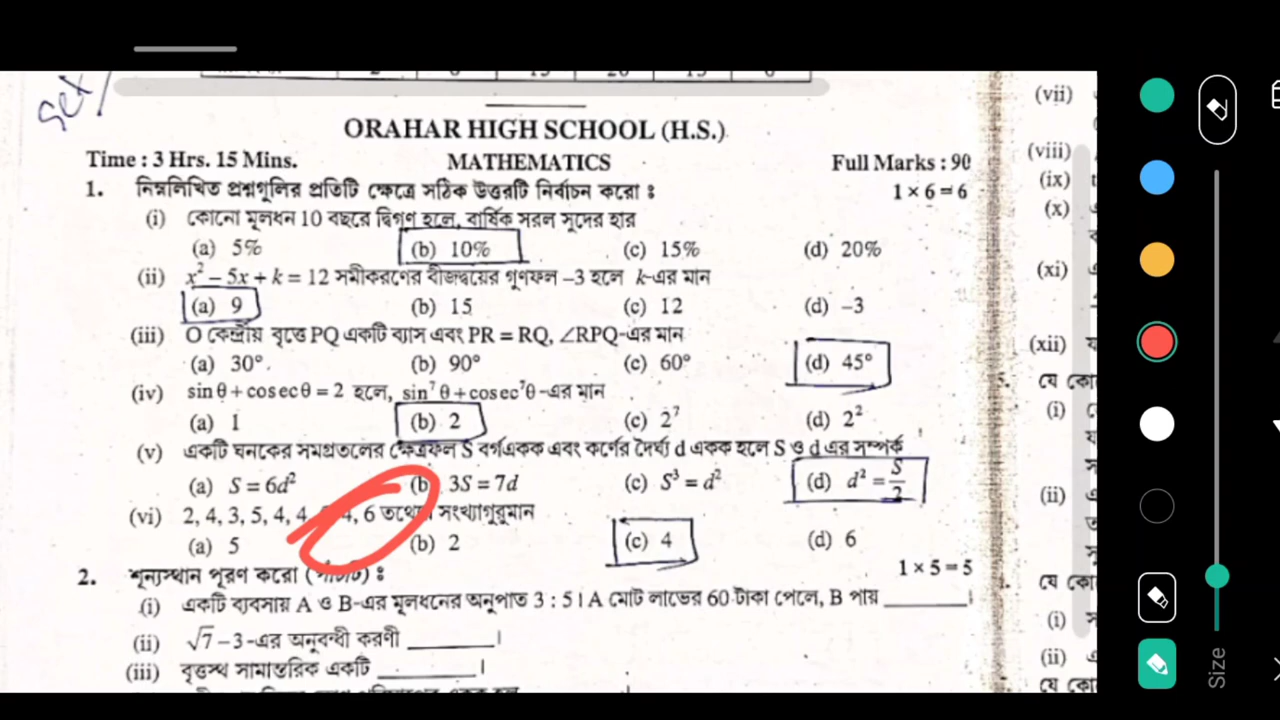 Set
ORAHAR HIGH SCHOOL (H.S.)
Time : 3 Hrs. 15 Mins. MATHEMATICS Full Marks : 90
1. নিম্নলিখিত প্রশ্নগুলির প্রতিটি ক্ষেত্রে সঠিক উত্তরটি নির্বাচন করো ঃ 1 × 6 = 6
(i) কোনো মূলধন 10 বছরে দ্বিগুণ হলে, বার্ষিক সরল সুদের হার
(a) 5% (b) 10% (c) 15% (d) 20%
(ii) x² – 5x + k = 12 সমীকরণের বীজদ্বয়ের গুণফল –3 হলে k-এর মান
(a) 9 (b) 15 (c) 12 (d) –3
(iii) O কেন্দ্রীয় বৃত্তে PQ একটি ব্যাস এবং PR = RQ, ∠RPQ-এর মান
(a) 30° (b) 90° (c) 60° (d) 45°
(iv) sin θ + cosec θ = 2 হলে, sin⁷ θ + cosec⁷θ -এর মান
(a) 1 (b) 2 (c) 2⁷ (d) 2²
(v) একটি ঘনকের সমগ্রতলের ক্ষেত্রফল S বর্গএকক এবং কর্ণের দৈর্ঘ্য d একক হলে S ও d এর সম্পর্ক
(a) S = 6d² (b) 3S = 7d (c) S³ = d² (d) d² = S/2
(vi) 2, 4, 3, 5, 4, 4, 4, 6 তথ্যের সংখ্যাগুরুমান
(a) 5 (b) 2 (c) 4 (d) 6
2. শূন্যস্থান পূরণ করো ঃ 1 × 5 = 5
(i) একটি ব্যবসায় A ও B-এর মূলধনের অনুপাত 3 : 5। A মোট লাভের 60 টাকা পেলে, B পায় ________।
(ii) √7 – 3 -এর অনুবন্ধী করণী ________।
(iii) বৃত্তস্থ সামান্তরিক একটি ________।
(vii)
(viii)
(ix)
(x)
(xi)
(xii)
যে
(i)
(ii)
যে
(i)
(ii)
যে
Size